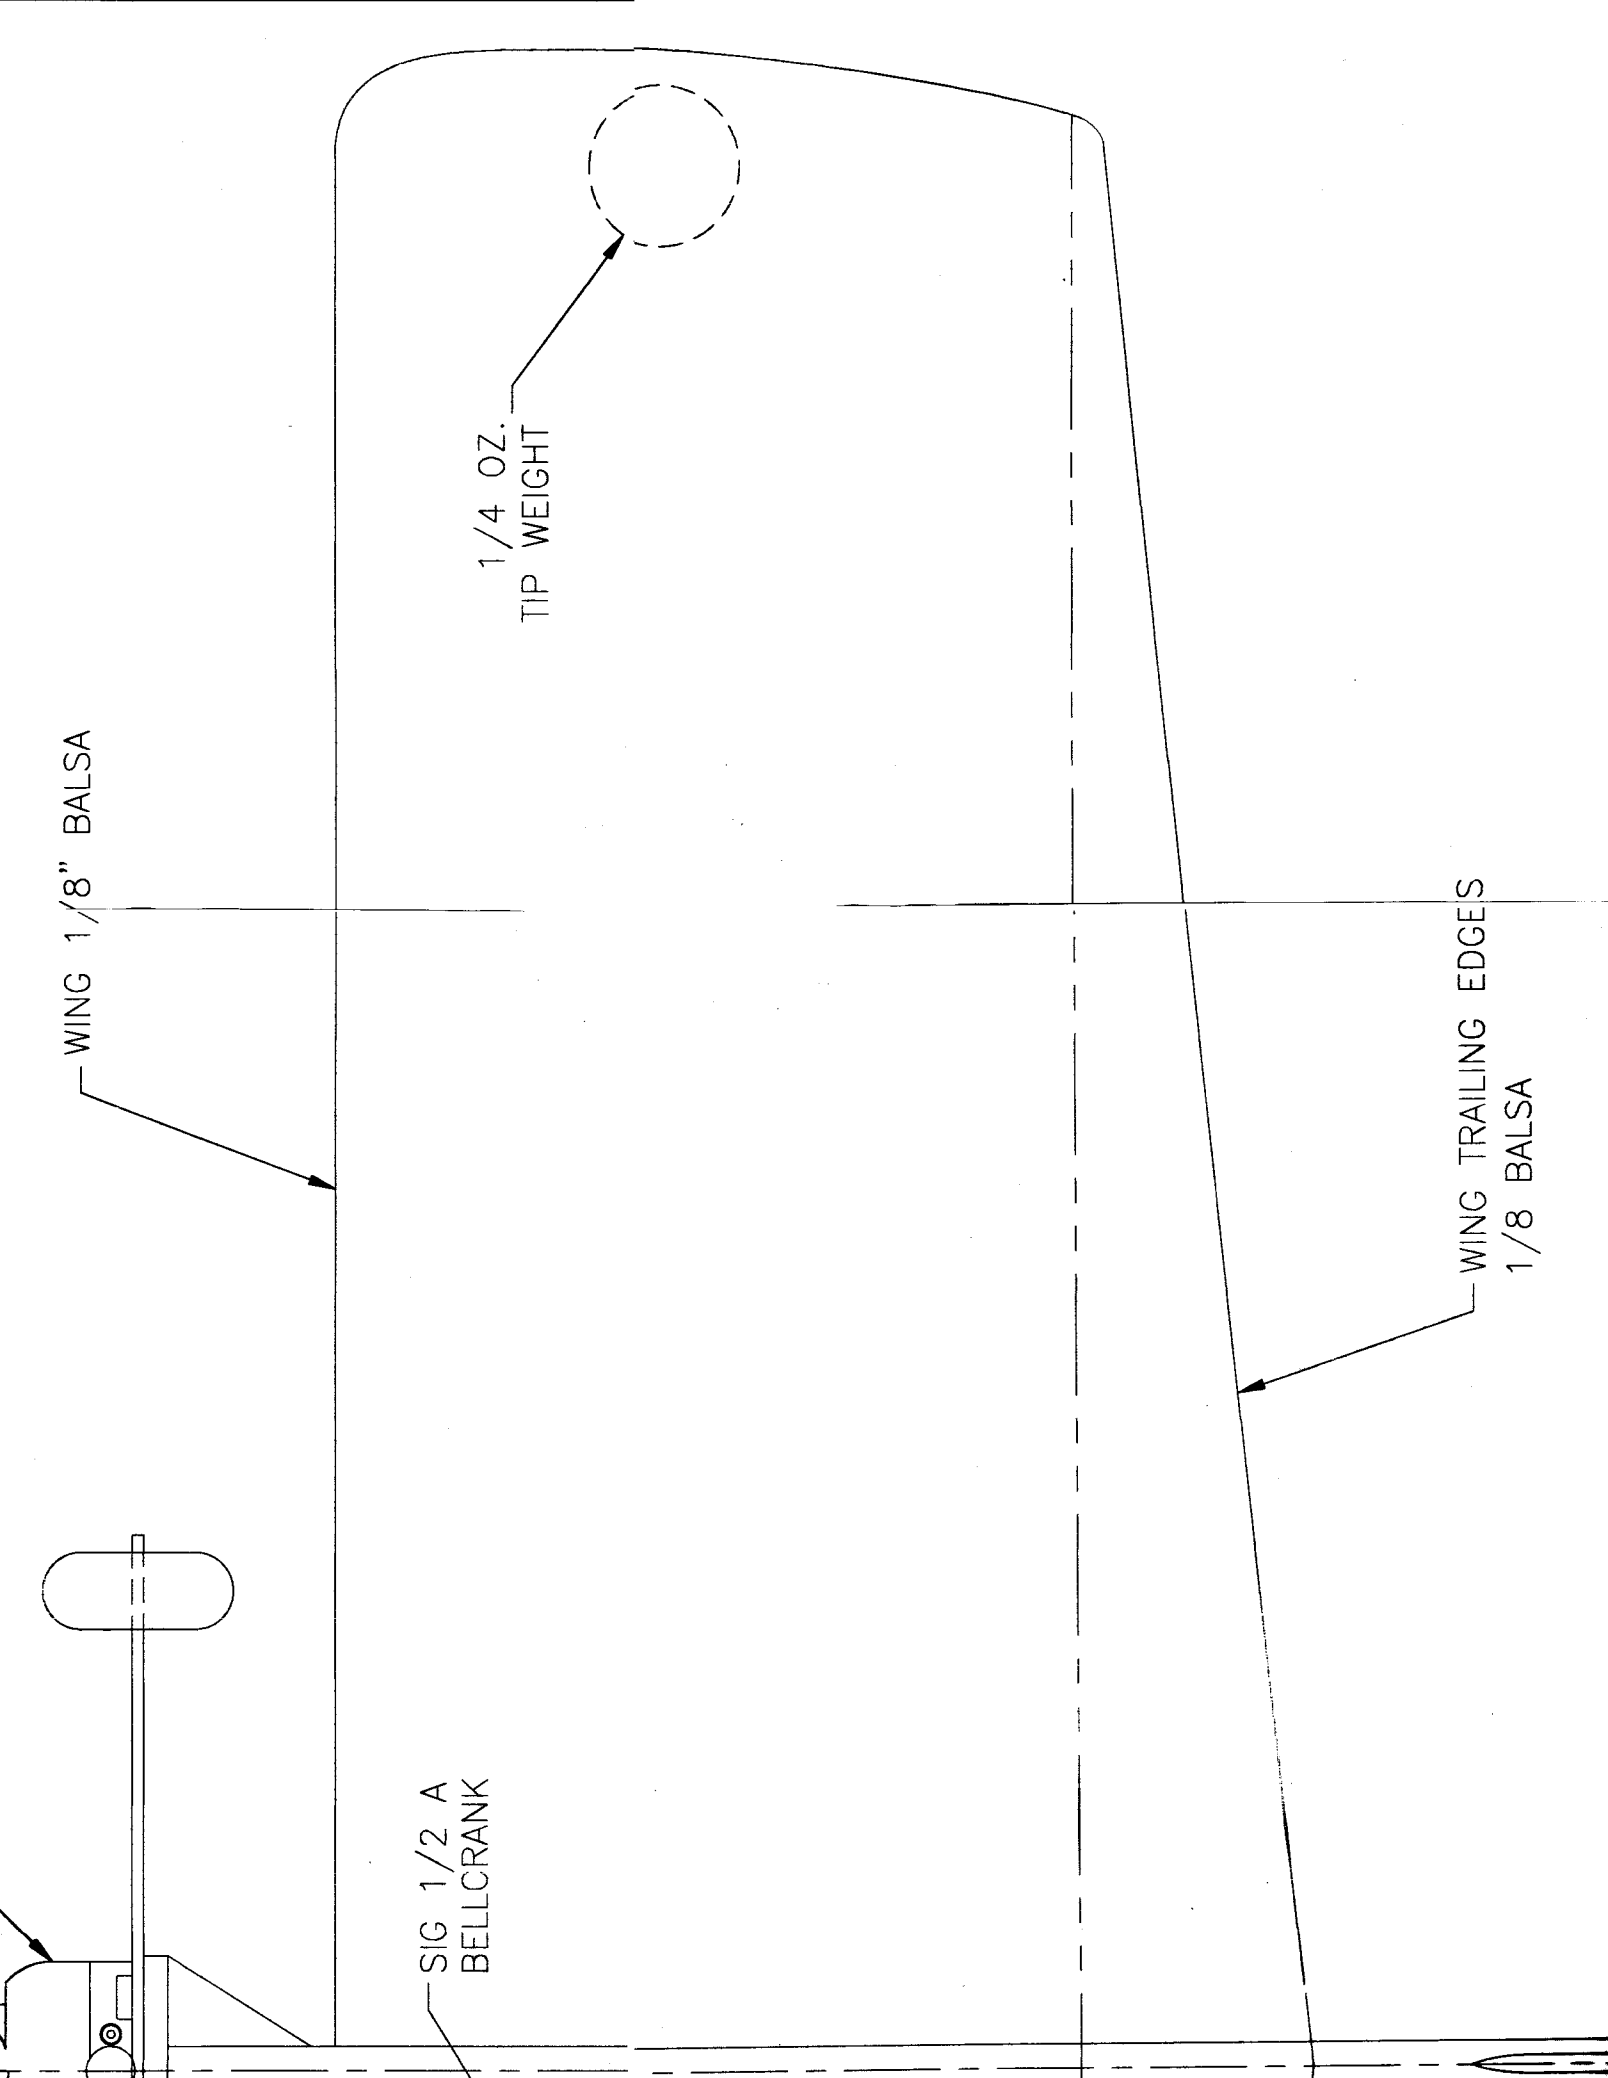 WING 1/8" BALSA
1/4 OZ.
TIP WEIGHT
SIG 1/2 A
BELLCRANK
WING TRAILING EDGES
1/8 BALSA